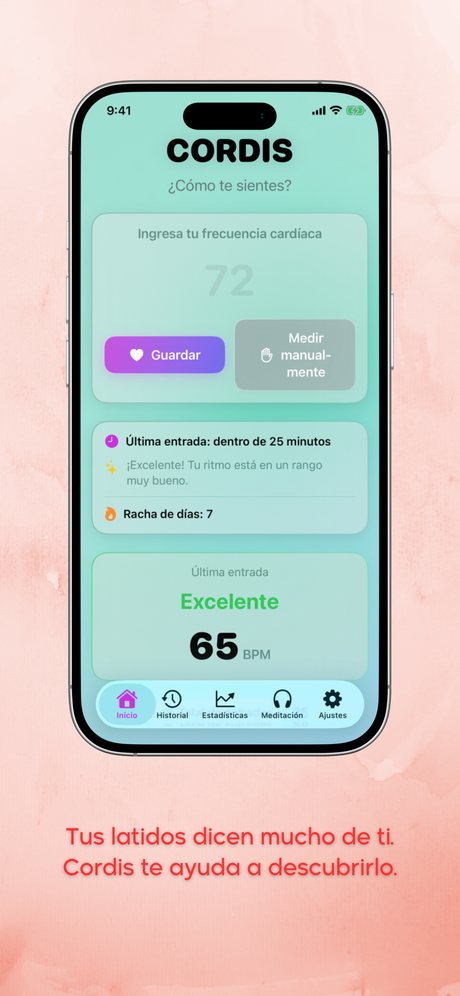 9:41
CORDIS
¿Cómo te sientes?
Ingresa tu frecuencia cardíaca
72
Guardar
Medir
manual-
mente
Última entrada: dentro de 25 minutos
¡Excelente! Tu ritmo está en un rango
muy bueno.
Racha de días: 7
Última entrada
Excelente
65 BPM
Inicio
Historial
Estadísticas
Meditación
Ajustes
Tus latidos dicen mucho de ti.
Cordis te ayuda a descubrirlo.